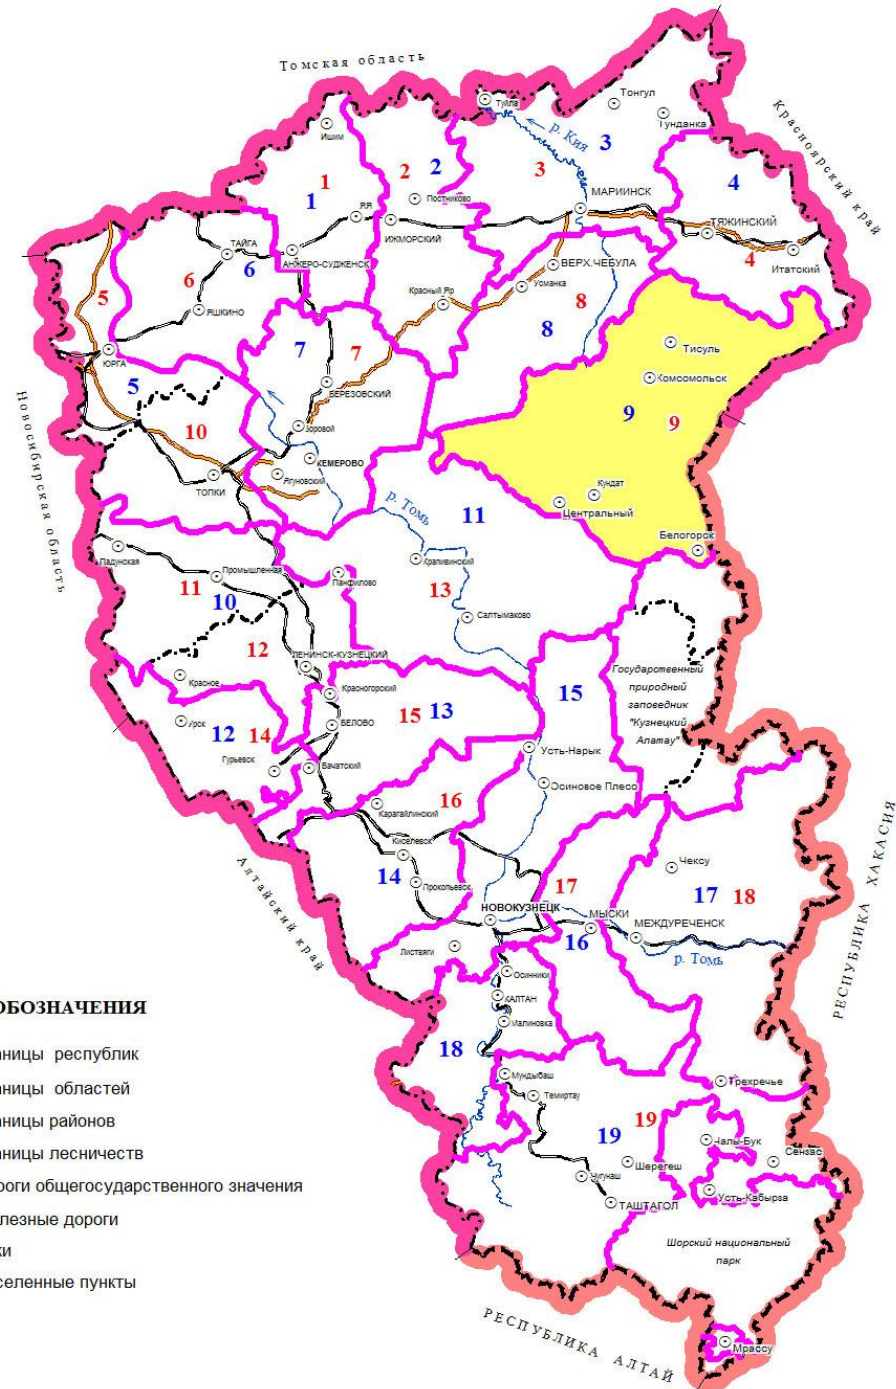 Томская область
Тонгул
Туйла
Ишим
р. Кия
3
Красноярский край
1
2
2
3
4
1
Постниково
МАРИИНСК
ЯЯ
ИЖМОРСКИЙ
ТЯЖИНСКИЙ
ТАЙГА
6
АНЖЕРО-СУДЖЕНСК
4
Итатский
ВЕРХ.ЧЕБУЛА
6
5
Усманка
Красный Яр
8
ЯШКИНО
8
7
7
Тисуль
ЮРГА
5
БЕРЕЗОВСКИЙ
Комсомольск
9
9
Новосибирская область
10
КЕМЕРОВО
ТОПКИ
Ягуновский
Кундат
Центральный
р. Томь
11
Белогорск
Падунская
Промышленная
Крапивинский
11
10
Панфилово
13
Салтымаково
12
ЛЕНИНСК-КУЗНЕЦКИЙ
Красное
Красногорский
15
Государственный
природный
заповедник
"Кузнецкий
Алатау"
Урск
12
14
БЕЛОВО
15
13
Гурьевск
Бачатский
Усть-Нарык
Осиновое Плесо
Карагайлинский
16
Киселевск
14
Прокопьевск
Чексу
17
17
18
НОВОКУЗНЕЦК
МЫСКИ
16
МЕЖДУРЕЧЕНСК
р. Томь
Листвяги
Алтайский край
РЕСПУБЛИКА ХАКАСИЯ
Осинники
КАЛТАН
Малиновка
18
Мундыбаш
Темиртау
Трехречье
19
19
Чалы-Бук
Сензас
Шерегеш
Чугунаш
Усть-Кабырза
ТАШТАГОЛ
Шорский национальный
парк
РЕСПУБЛИКА АЛТАЙ
Мрассу
ОБОЗНАЧЕНИЯ
аницы республик
аницы областей
аницы районов
аницы лесничеств
роги общегосударственного значения
лезные дороги
ки
селенные пункты